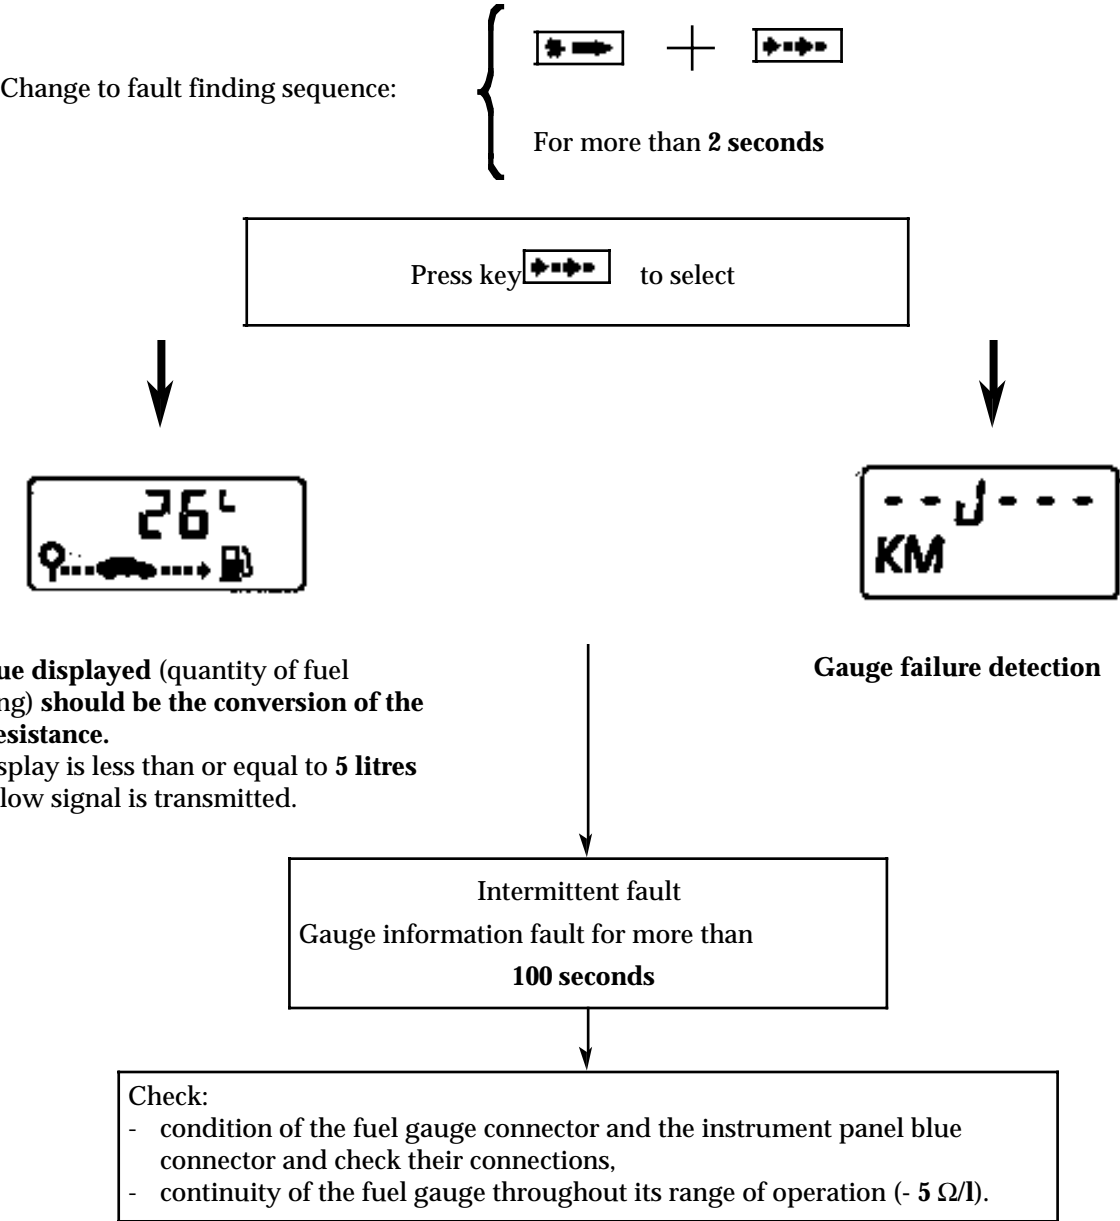 Change to fault finding sequence:
For more than 2 seconds
Press key to select
26 L
- - J - - -
KM
ue displayed (quantity of fuel
ng) should be the conversion of the
esistance.
splay is less than or equal to 5 litres
low signal is transmitted.
Gauge failure detection
Intermittent fault
Gauge information fault for more than
100 seconds
Check:
- condition of the fuel gauge connector and the instrument panel blue
connector and check their connections,
- continuity of the fuel gauge throughout its range of operation (- 5 Ω/l).